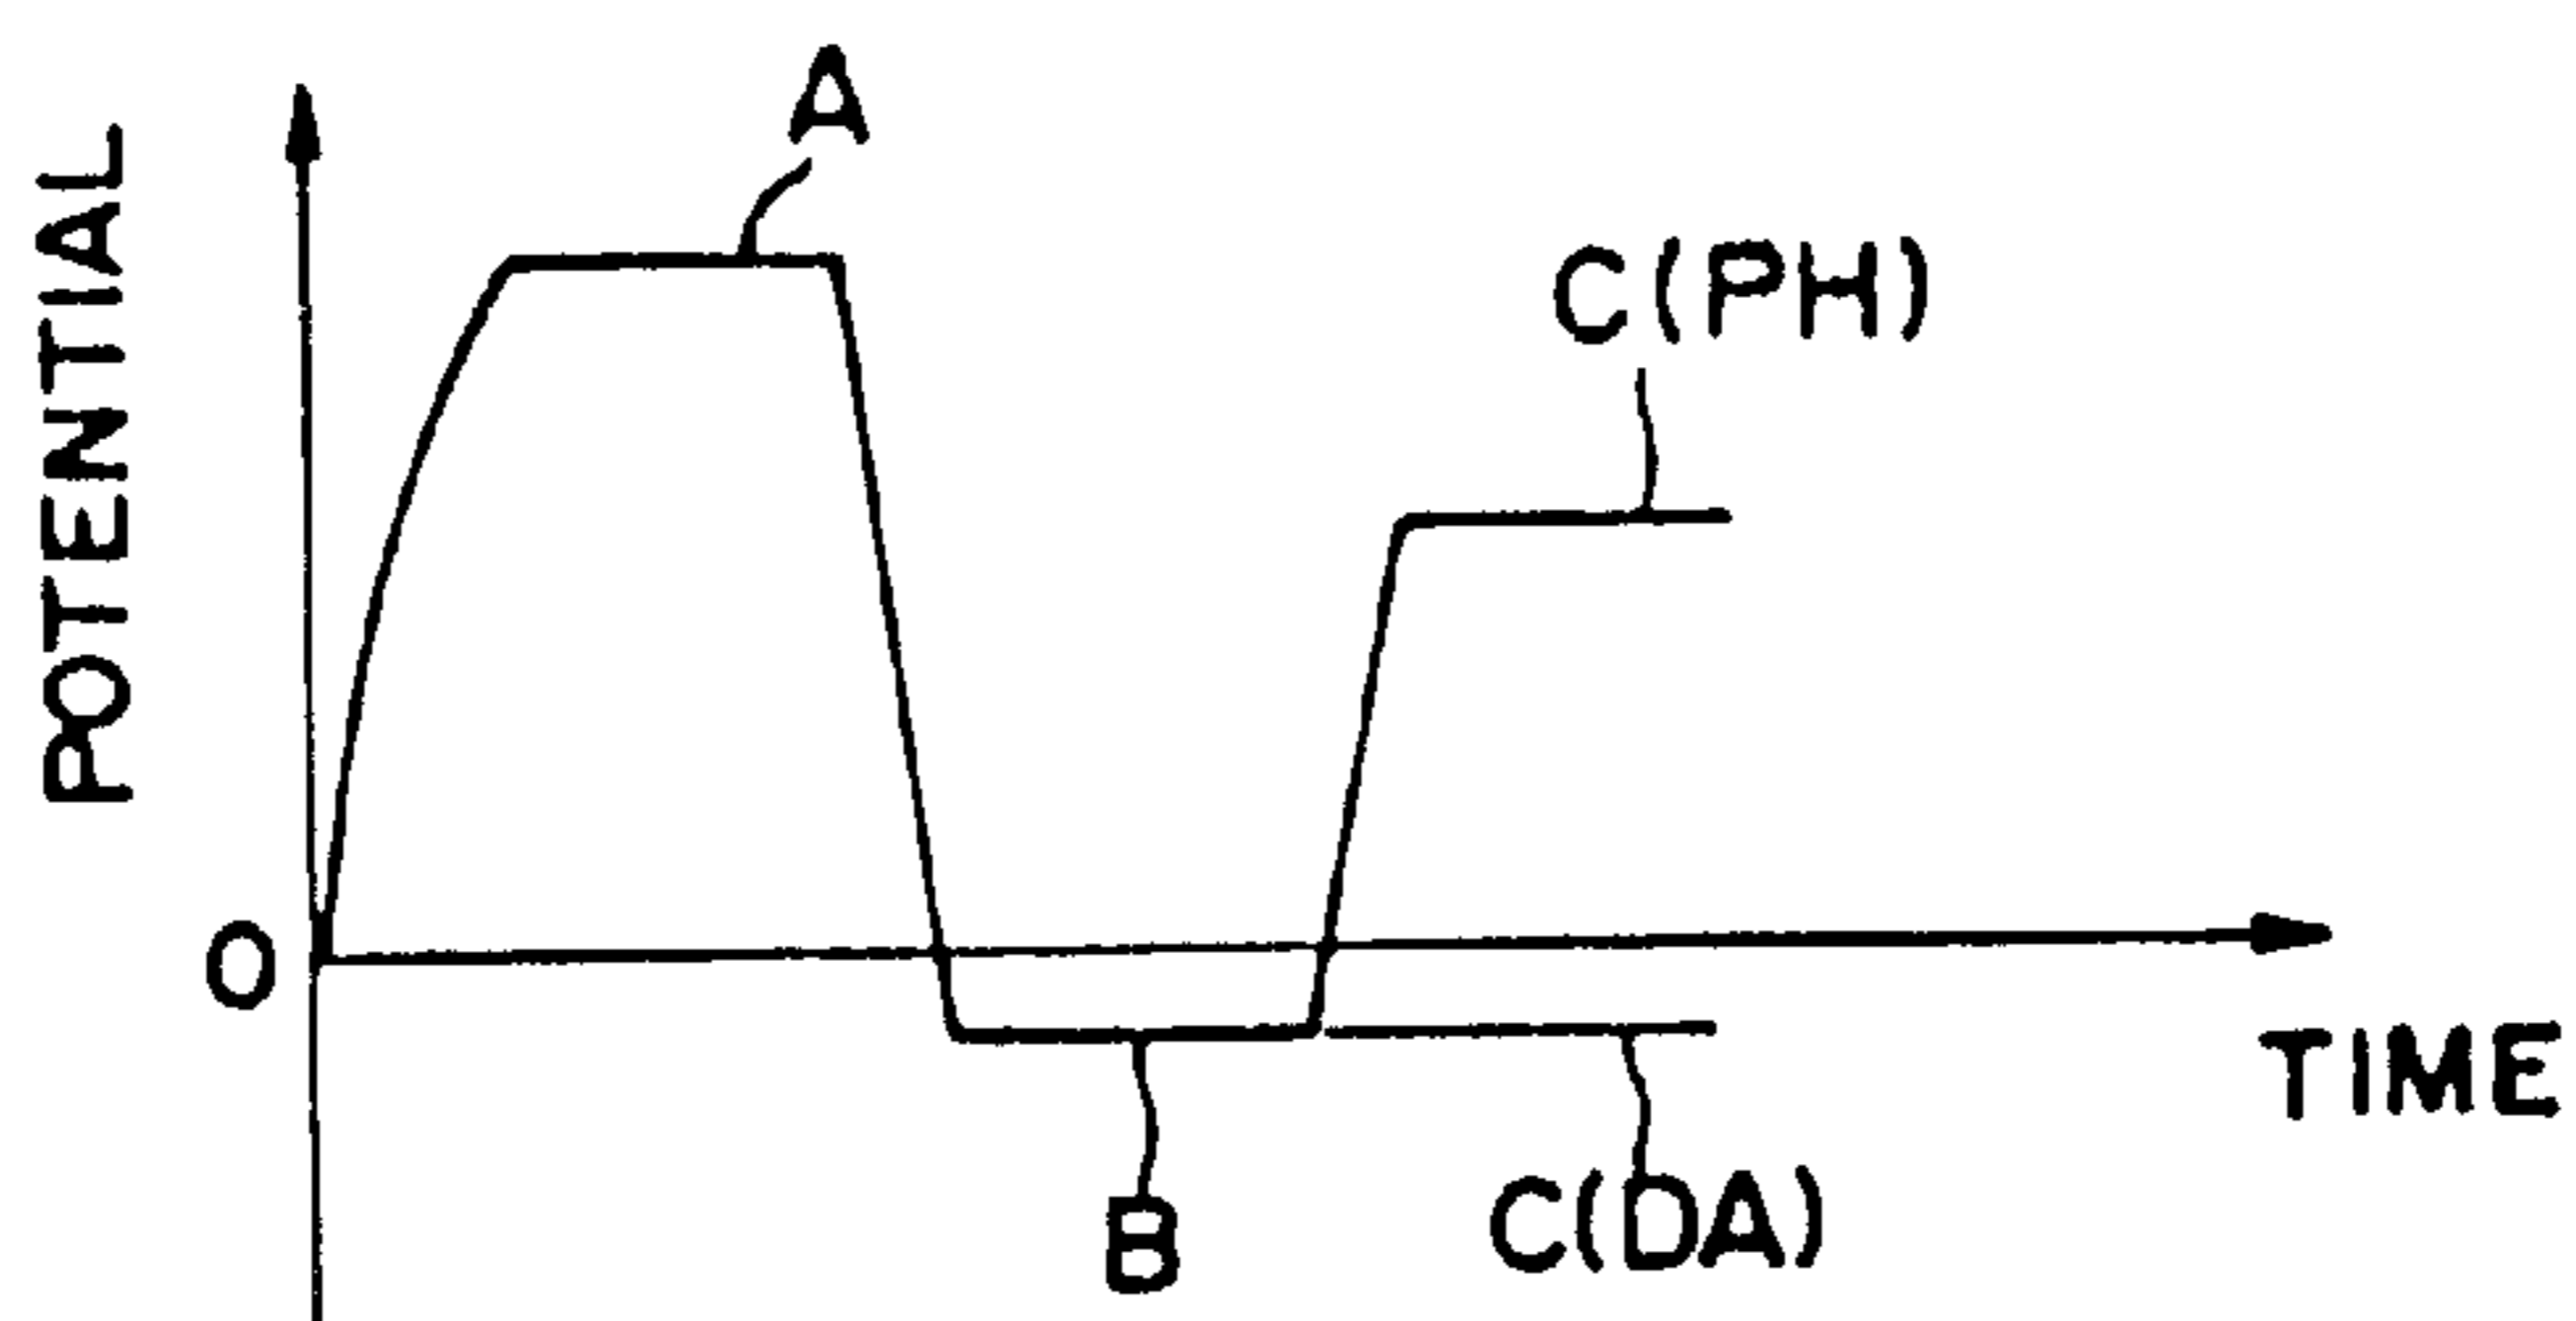 A
POTENTIAL
C(PH)
O
TIME
B
C(DA)